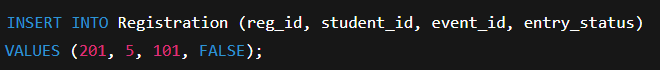 INSERT INTO Registration (reg_id, student_id, event_id, entry_status)
VALUES (201, 5, 101, FALSE);